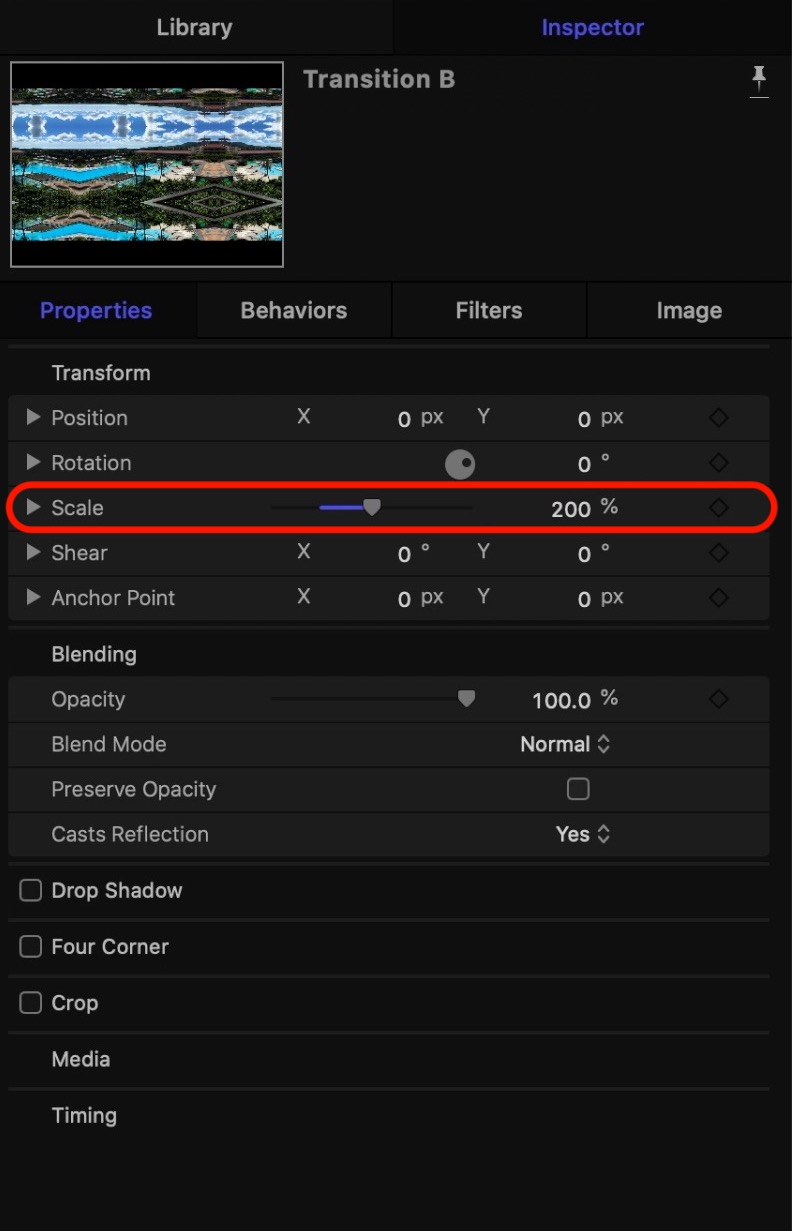 Library Inspector
Transition B
Properties Behaviors Filters Image
Transform
Position X 0 px Y 0 px
Rotation 0 °
Scale 200 %
Shear X 0 ° Y 0 °
Anchor Point X 0 px Y 0 px
Blending
Opacity 100.0 %
Blend Mode Normal
Preserve Opacity
Casts Reflection Yes
Drop Shadow
Four Corner
Crop
Media
Timing